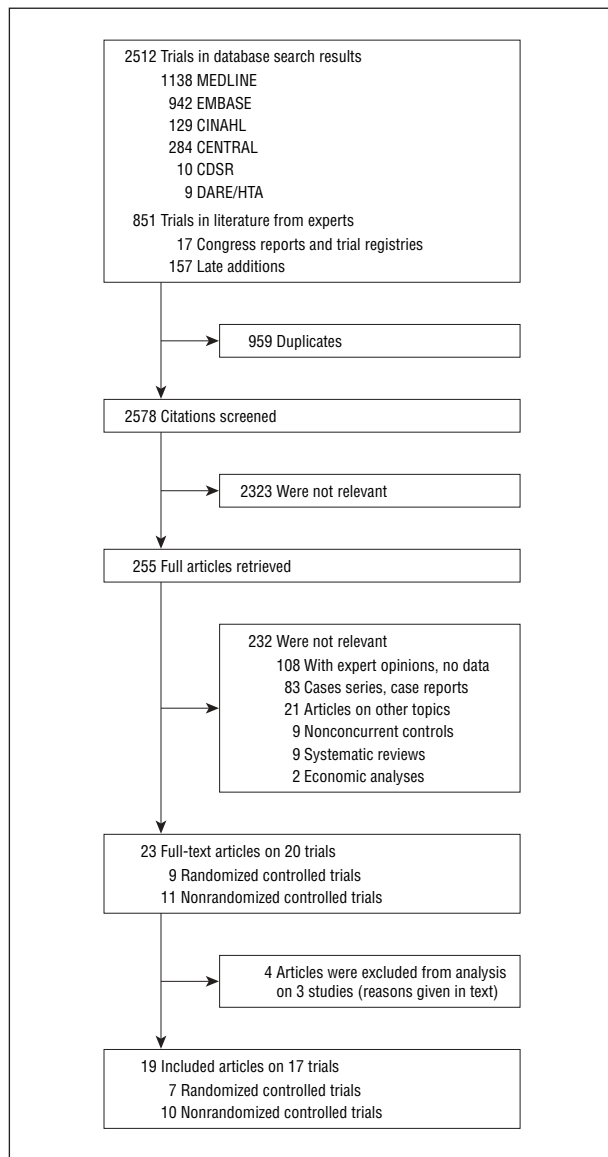 2512 Trials in database search results
1138 MEDLINE
942 EMBASE
129 CINAHL
284 CENTRAL
10 CDSR
9 DARE/HTA
851 Trials in literature from experts
17 Congress reports and trial registries
157 Late additions
959 Duplicates
2578 Citations screened
2323 Were not relevant
255 Full articles retrieved
232 Were not relevant
108 With expert opinions, no data
83 Cases series, case reports
21 Articles on other topics
9 Nonconcurrent controls
9 Systematic reviews
2 Economic analyses
23 Full-text articles on 20 trials
9 Randomized controlled trials
11 Nonrandomized controlled trials
4 Articles were excluded from analysis
on 3 studies (reasons given in text)
19 Included articles on 17 trials
7 Randomized controlled trials
10 Nonrandomized controlled trials